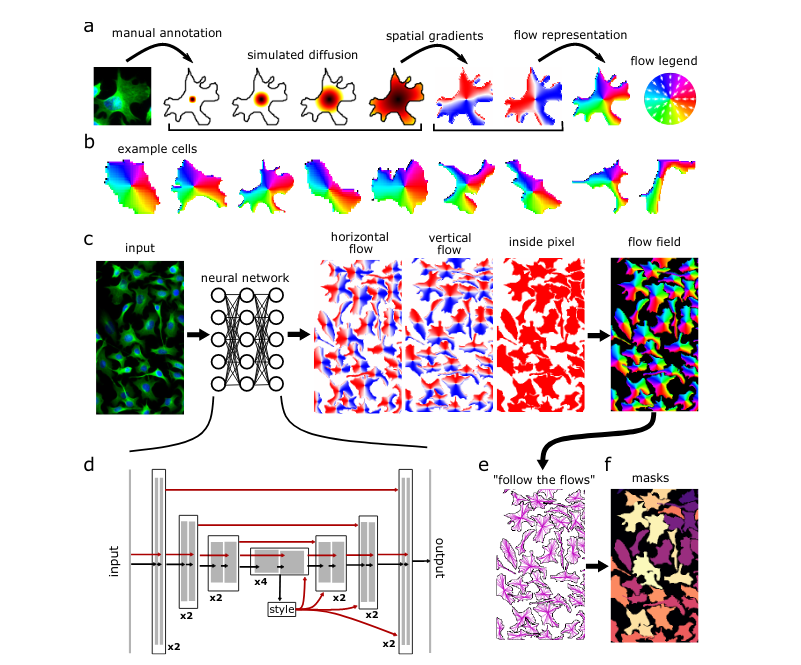 a
manual annotation
simulated diffusion
spatial gradients
flow representation
flow legend
b
example cells
c
input
neural network
horizontal
flow
vertical
flow
inside pixel
flow field
d
input
x2
x2
x2
x4
style
x2
x2
x2
output
e
"follow the flows"
f
masks